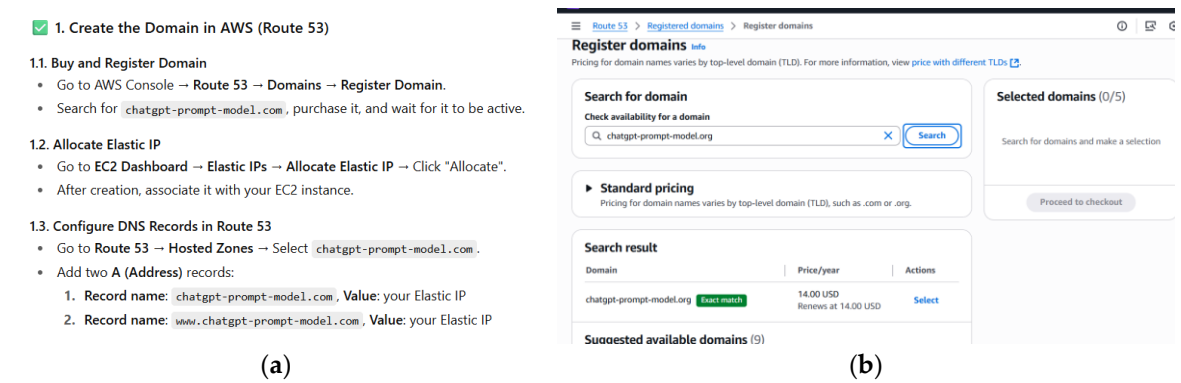 ✅ 1. Create the Domain in AWS (Route 53)
1.1. Buy and Register Domain
• Go to AWS Console → Route 53 → Domains → Register Domain.
• Search for chatgpt-prompt-model.com, purchase it, and wait for it to be active.
1.2. Allocate Elastic IP
• Go to EC2 Dashboard → Elastic IPs → Allocate Elastic IP → Click "Allocate".
• After creation, associate it with your EC2 instance.
1.3. Configure DNS Records in Route 53
• Go to Route 53 → Hosted Zones → Select chatgpt-prompt-model.com.
• Add two A (Address) records:
1. Record name: chatgpt-prompt-model.com, Value: your Elastic IP
2. Record name: www.chatgpt-prompt-model.com, Value: your Elastic IP
(a)
Route 53 > Registered domains > Register domains
Register domains Info
Pricing for domain names varies by top-level domain (TLD). For more information, view price with different TLDs.
Search for domain
Check availability for a domain
chatgpt-prompt-model.org
Search
Standard pricing
Pricing for domain names varies by top-level domain (TLD), such as .com or .org.
Search result
Domain Price/year Actions
chatgpt-prompt-model.org Exact match 14.00 USD Select
Renews at 14.00 USD
Suggested available domains (9)
Selected domains (0/5)
Search for domains and make a selection
Proceed to checkout
(b)